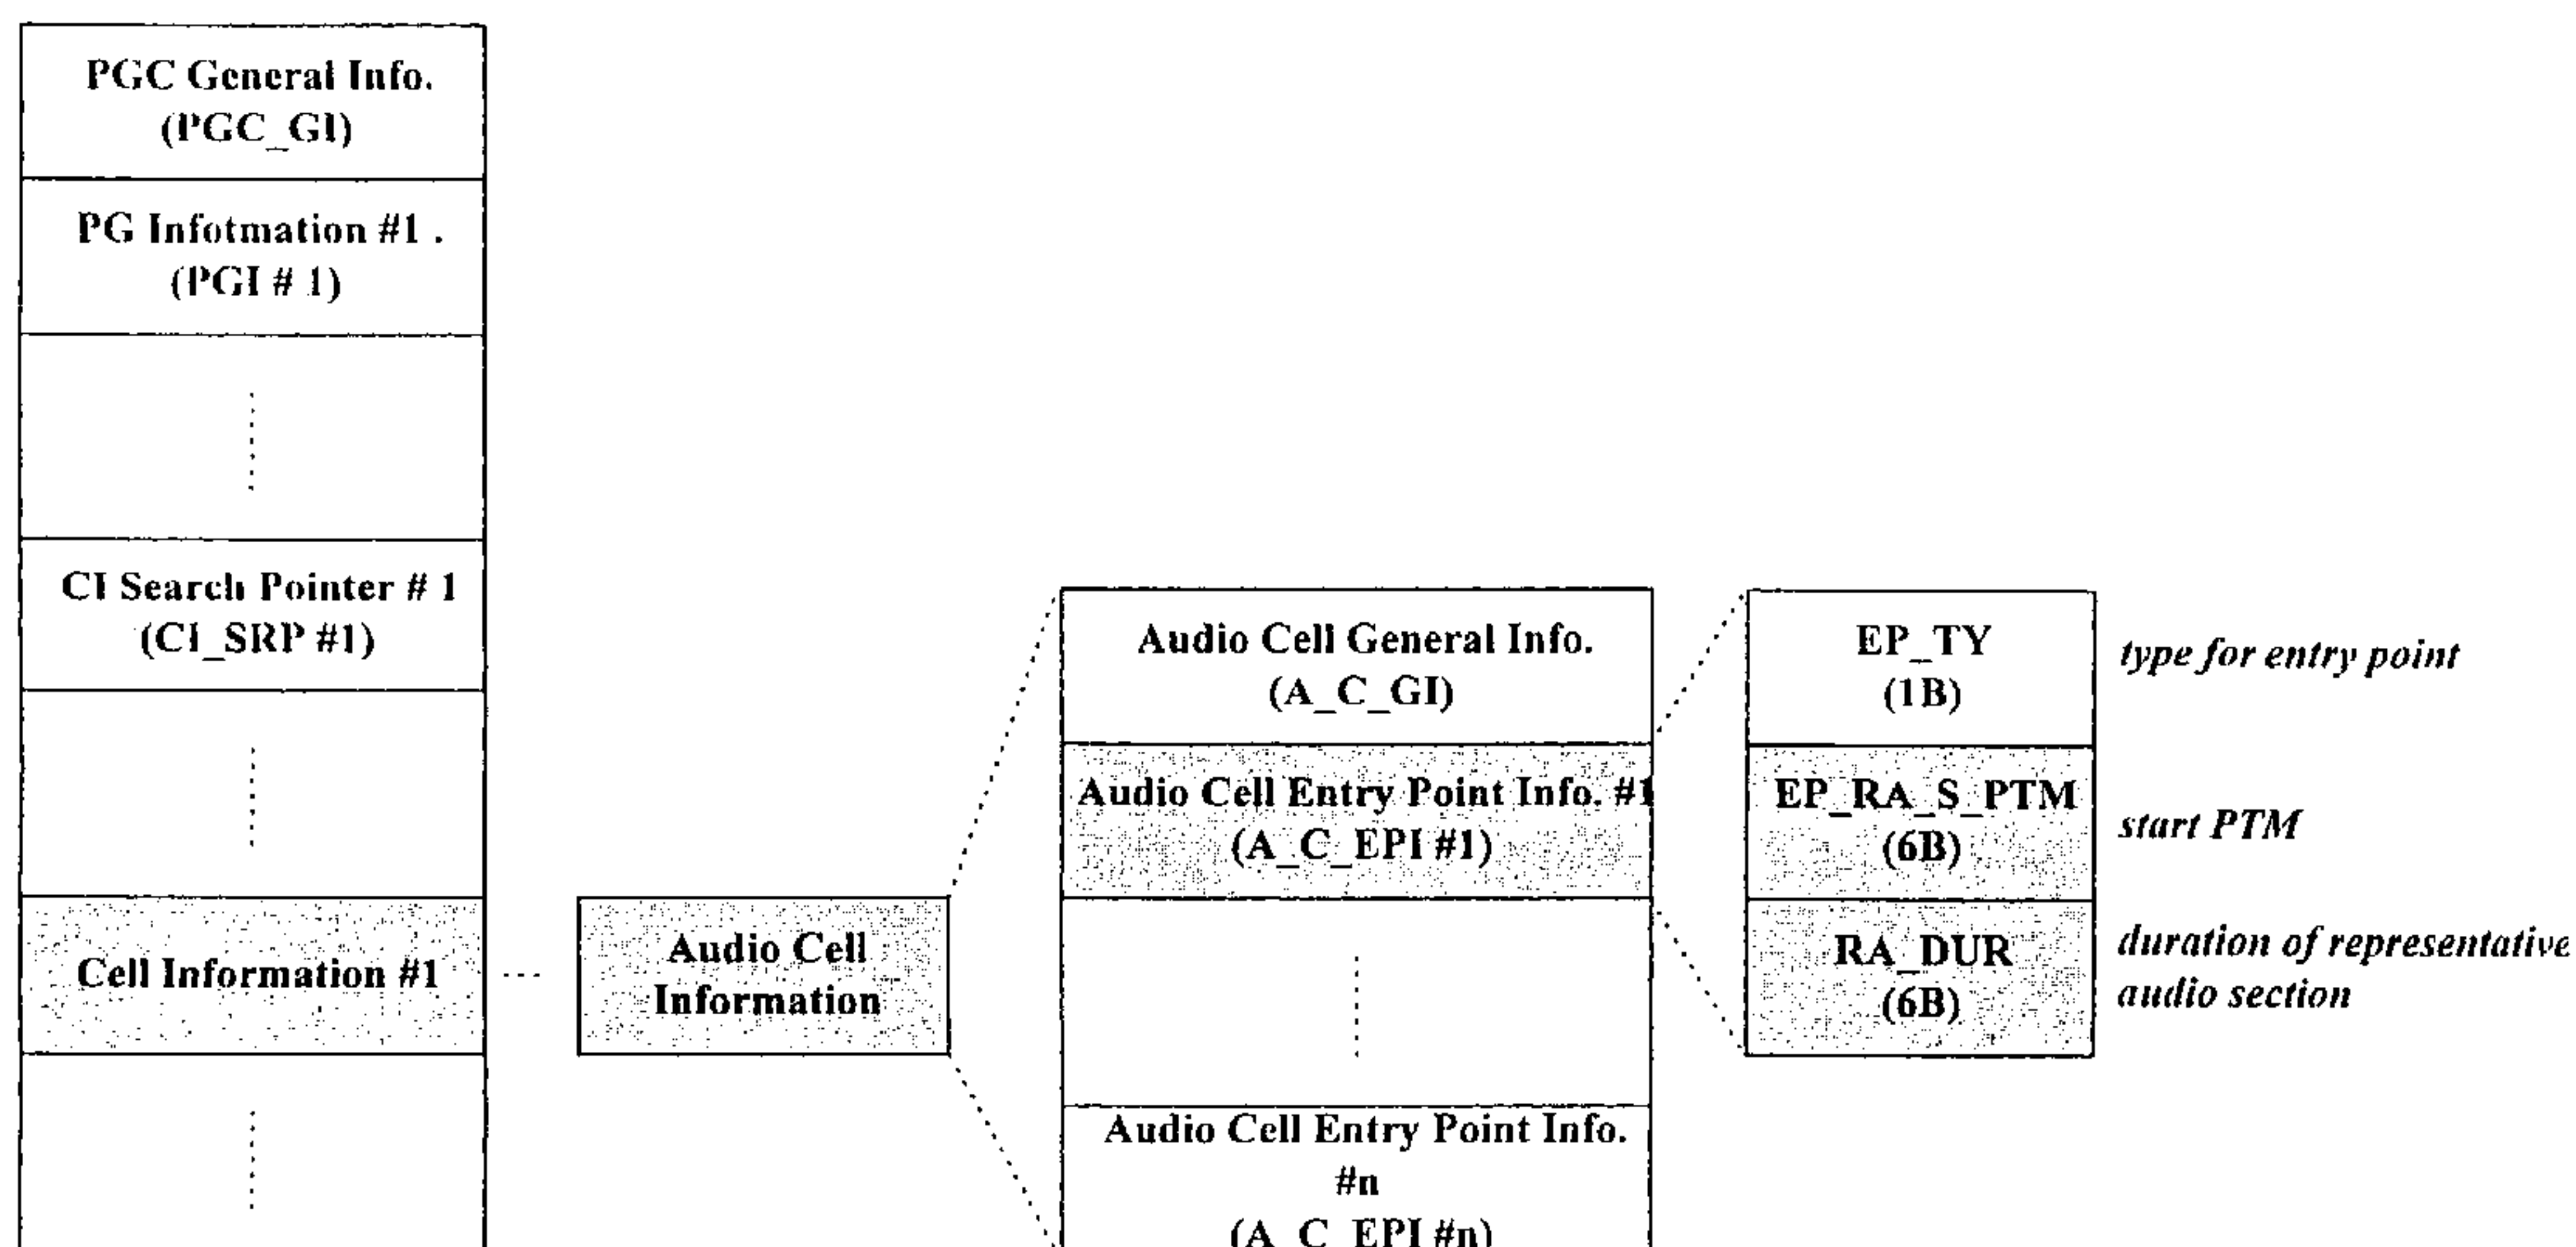 PGC General Info.
(PGC_GI)
PG Infotmation #1 .
(PGI # 1)
CI Search Pointer # 1
(CI_SRP #1)
Cell Information #1
Audio Cell
Information
Audio Cell General Info.
(A_C_GI)
Audio Cell Entry Point Info. #1
(A_C_EPI #1)
Audio Cell Entry Point Info.
#n
(A_C_EPI #n)
EP_TY
(1B)
type for entry point
EP_RA_S_PTM
(6B)
start PTM
RA_DUR
(6B)
duration of representative
audio section